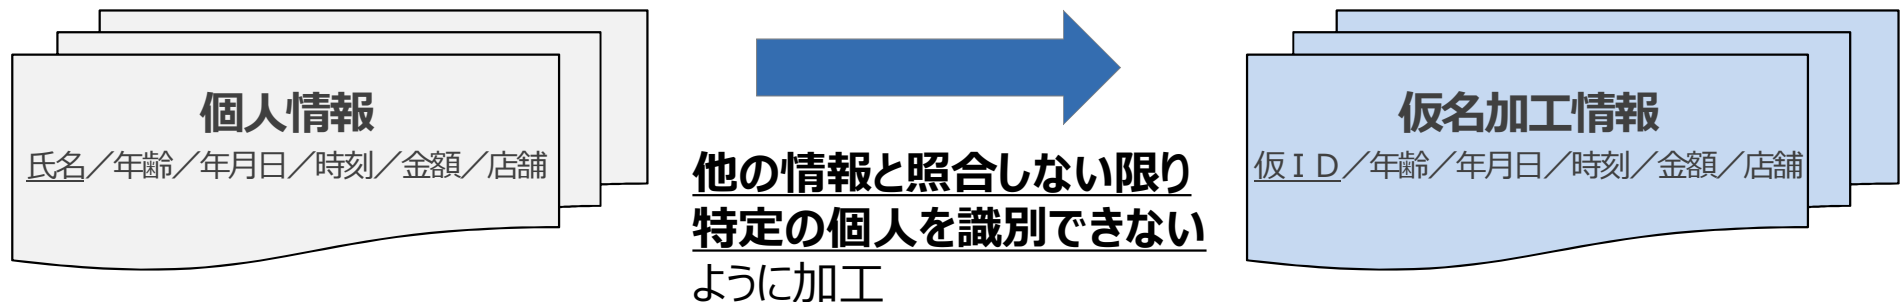 個人情報
氏名／年齢／年月日／時刻／金額／店舗
他の情報と照合しない限り
特定の個人を識別できない
ように加工
仮名加工情報
仮ＩＤ／年齢／年月日／時刻／金額／店舗